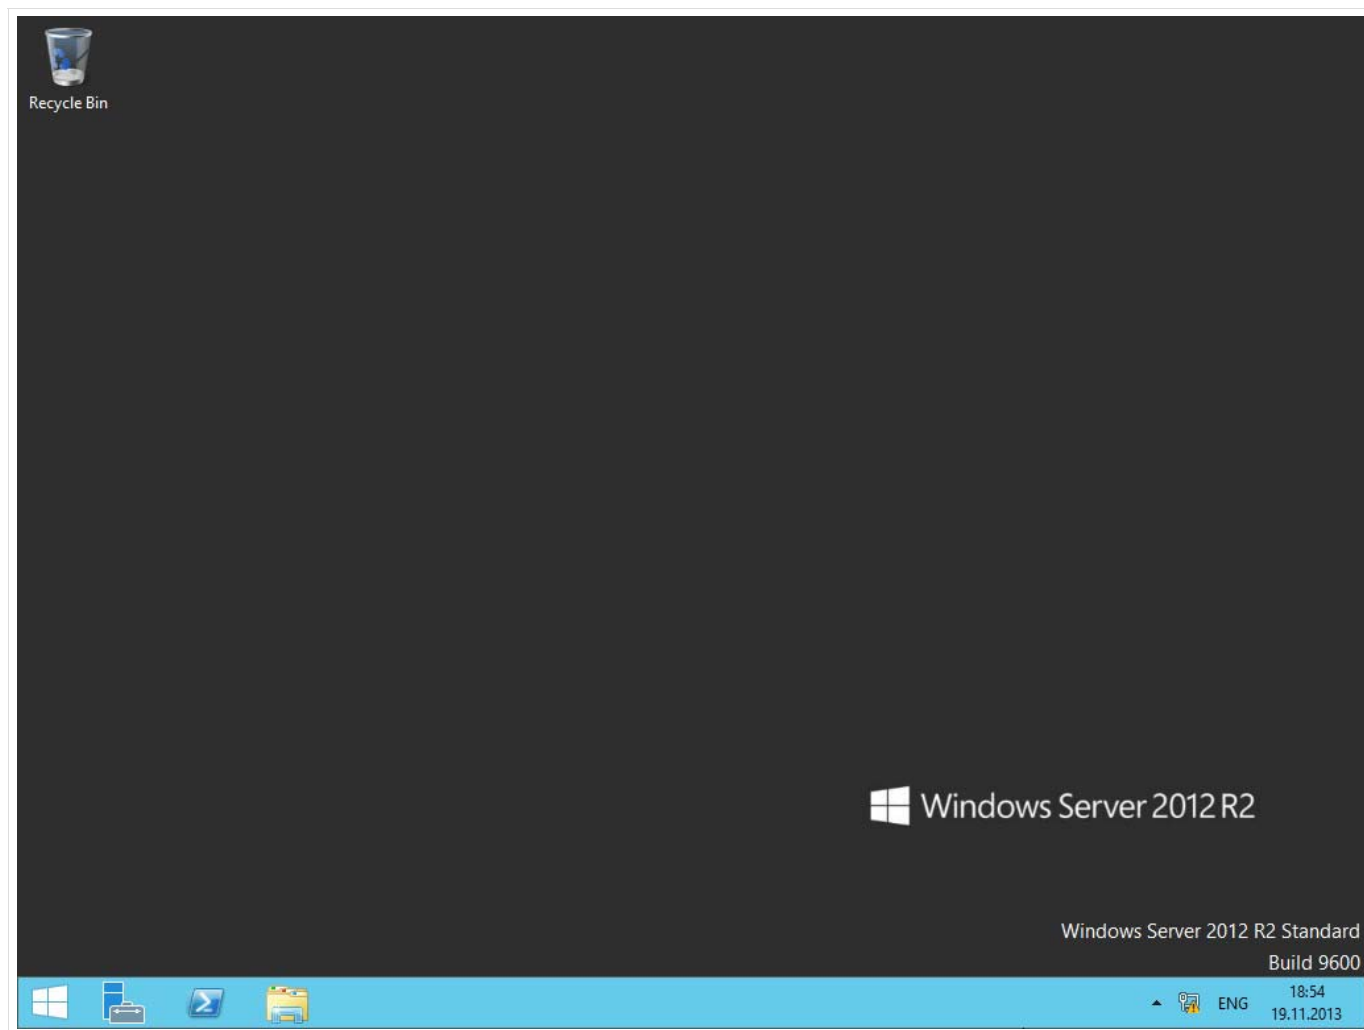 Recycle Bin
Windows Server 2012 R2
Windows Server 2012 R2 Standard
Build 9600
ENG
18:54
19.11.2013